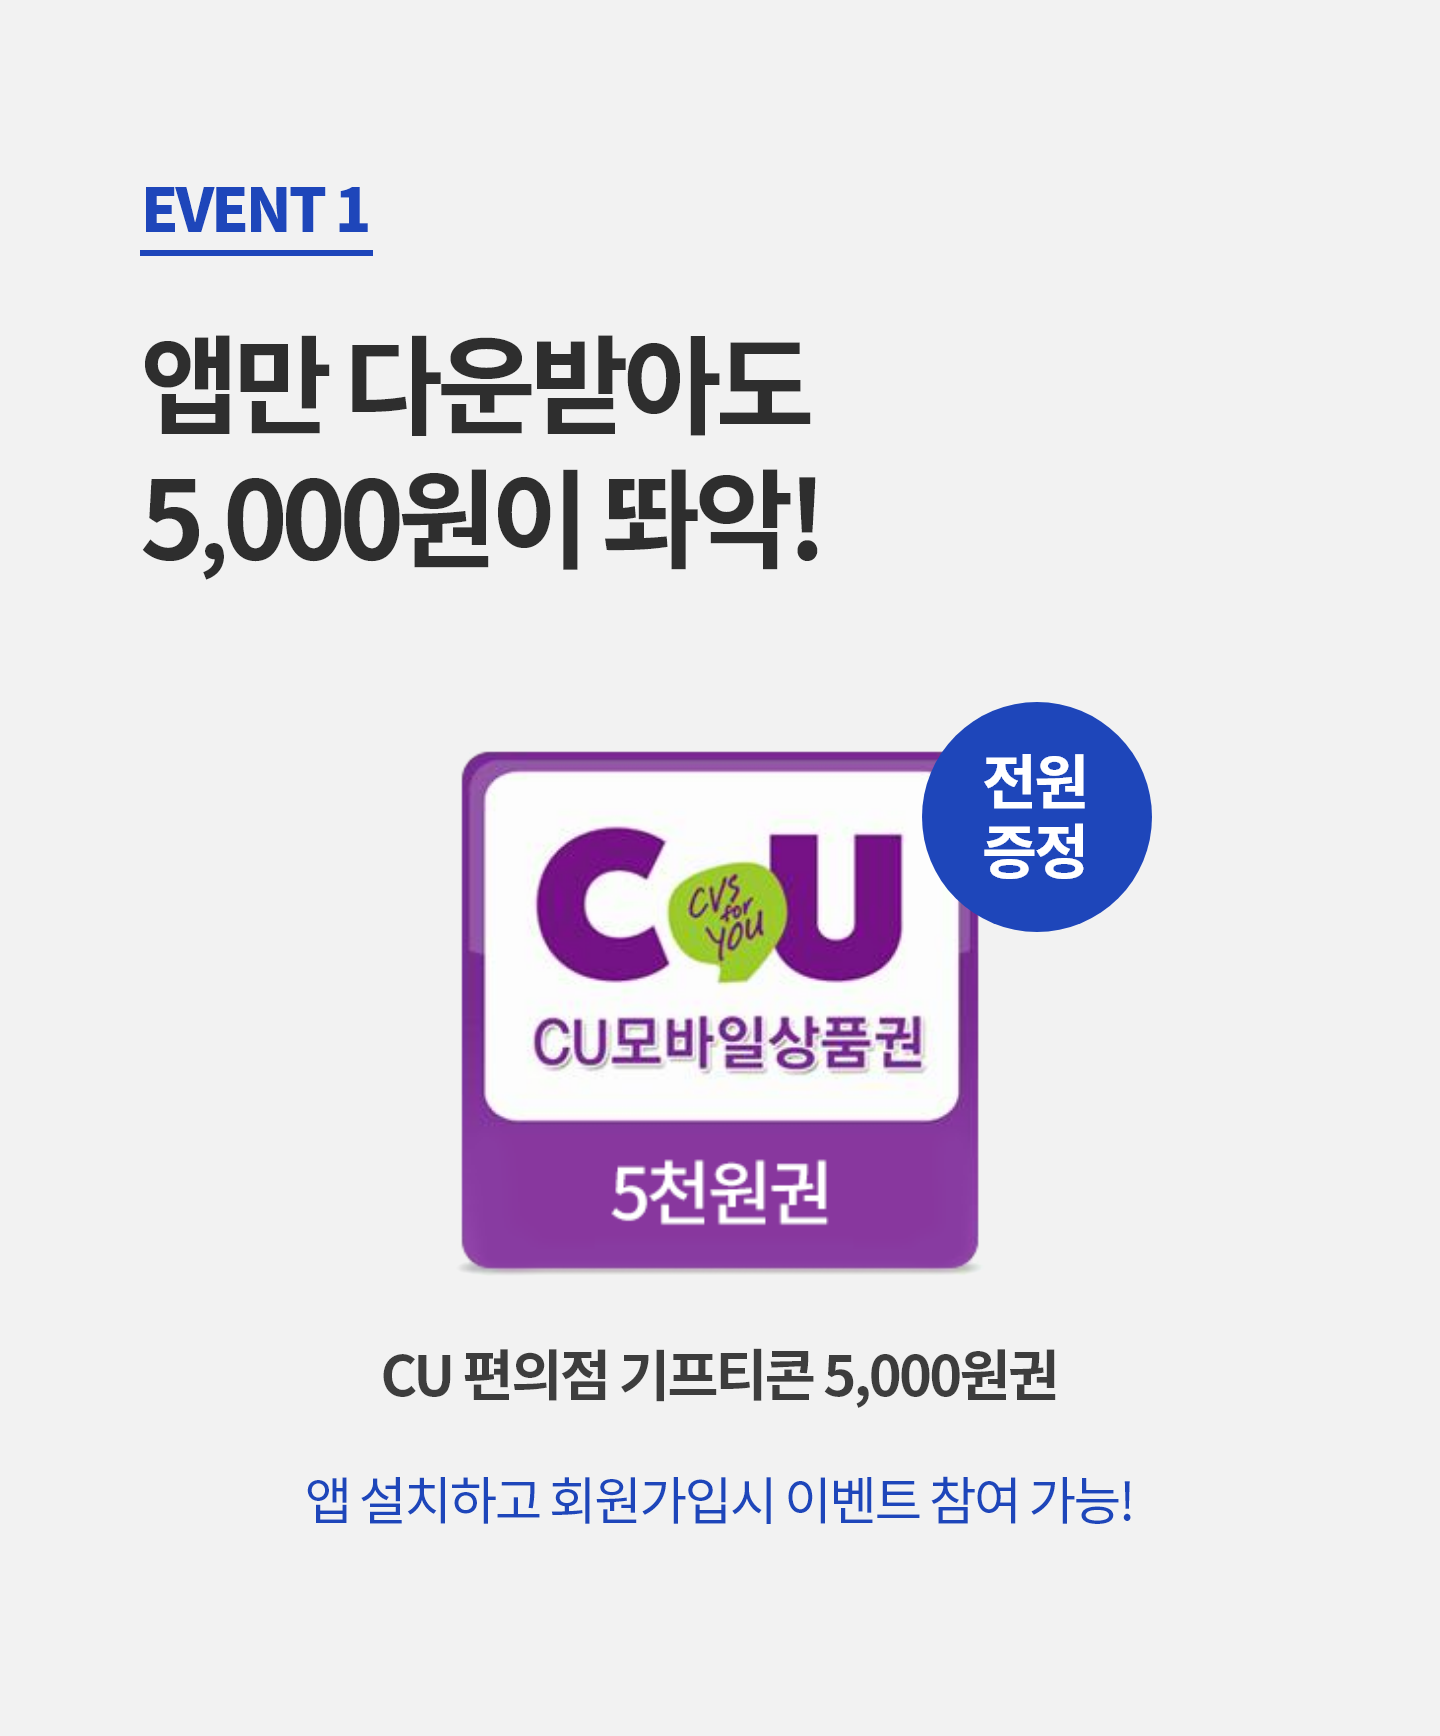 EVENT 1
앱만 다운받아도
5,000원이 똬악!
전원
증정
CU
CVS
for
YOU
CU모바일상품권
5천원권
CU 편의점 기프티콘 5,000원권
앱 설치하고 회원가입시 이벤트 참여 가능!